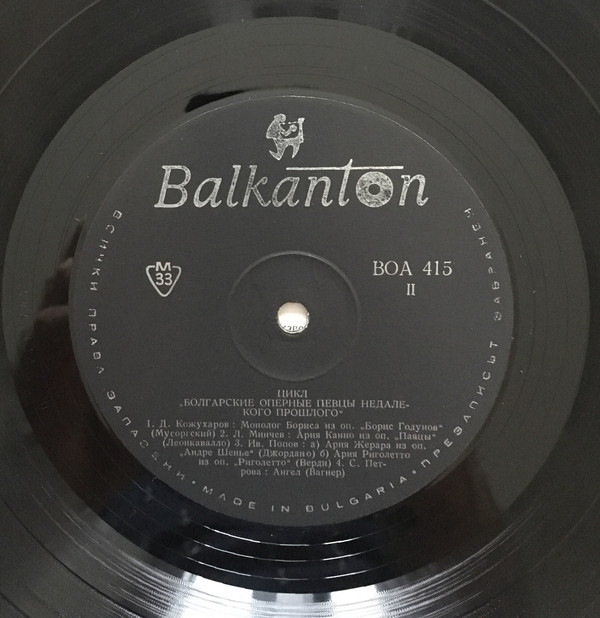 Balkanton
M
33
ВОА 415
II
ЦИКЛ
„БОЛГАРСКИЕ ОПЕРНЫЕ ПЕВЦЫ НЕДАЛЕ-
КОГО ПРОШЛОГО“
1. Д. Кожухаров : Монолог Бориса из оп. „Борис Годунов“
(Мусоргский) 2. Л. Минчев : Ария Канио из оп. „Паяцы“
(Леонкавалло) 3. Ив. Попов : а) Ария Жерара из оп.
„Андре Шенье“ (Джордано) б) Ария Риголетто
из оп. „Риголетто“ (Верди) 4. С. Пет-
рова : Ангел (Вагнер)
ВСИЧКИ ПРАВА ЗАПАЗЕНИ • MADE IN BULGARIA • ПРЕЗАПИСЪТ ЗАБРАНЕН